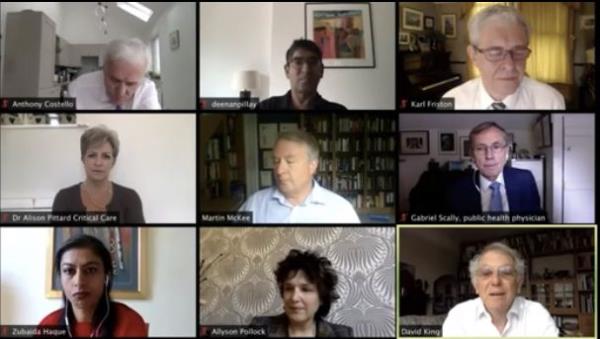 Anthony Costello
deenanpillay
Karl Friston
Dr Alison Pittard Critical Care
Martin McKee
Gabriel Scally, public health physician
Zubaida Haque
Allyson Pollock
David King